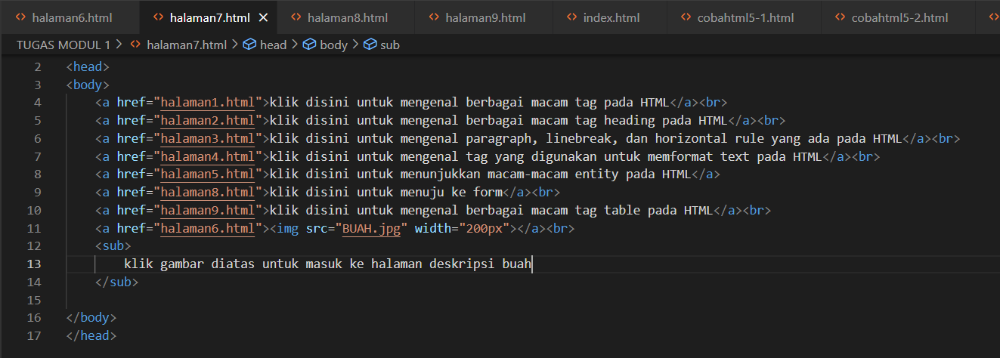 halaman6.html halaman7.html halaman8.html halaman9.html index.html cobahtml5-1.html cobahtml5-2.html
TUGAS MODUL 1 > halaman7.html > head > body > sub
2 <head>
3 <body>
4 <a href="halaman1.html">klik disini untuk mengenal berbagai macam tag pada HTML</a><br>
5 <a href="halaman2.html">klik disini untuk mengenal berbagai macam tag heading pada HTML</a><br>
6 <a href="halaman3.html">klik disini untuk mengenal paragraph, linebreak, dan horizontal rule yang ada pada HTML</a><br>
7 <a href="halaman4.html">klik disini untuk mengenal tag yang digunakan untuk memformat text pada HTML</a><br>
8 <a href="halaman5.html">klik disini untuk menunjukkan macam-macam entity pada HTML</a>
9 <a href="halaman8.html">klik disini untuk menuju ke form</a><br>
10 <a href="halaman9.html">klik disini untuk mengenal berbagai macam tag table pada HTML</a><br>
11 <a href="halaman6.html"><img src="BUAH.jpg" width="200px"></a><br>
12 <sub>
13 klik gambar diatas untuk masuk ke halaman deskripsi buah
14 </sub>
15
16 </body>
17 </head>